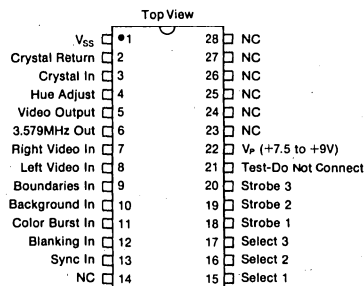 Top View
VSS 1 28 NC
Crystal Return 2 27 NC
Crystal In 3 26 NC
Hue Adjust 4 25 NC
Video Output 5 24 NC
3.579MHz Out 6 23 NC
Right Video In 7 22 VP (+7.5 to +9V)
Left Video In 8 21 Test-Do Not Connect
Boundaries In 9 20 Strobe 3
Background In 10 19 Strobe 2
Color Burst In 11 18 Strobe 1
Blanking In 12 17 Select 3
Sync In 13 16 Select 2
NC 14 15 Select 1